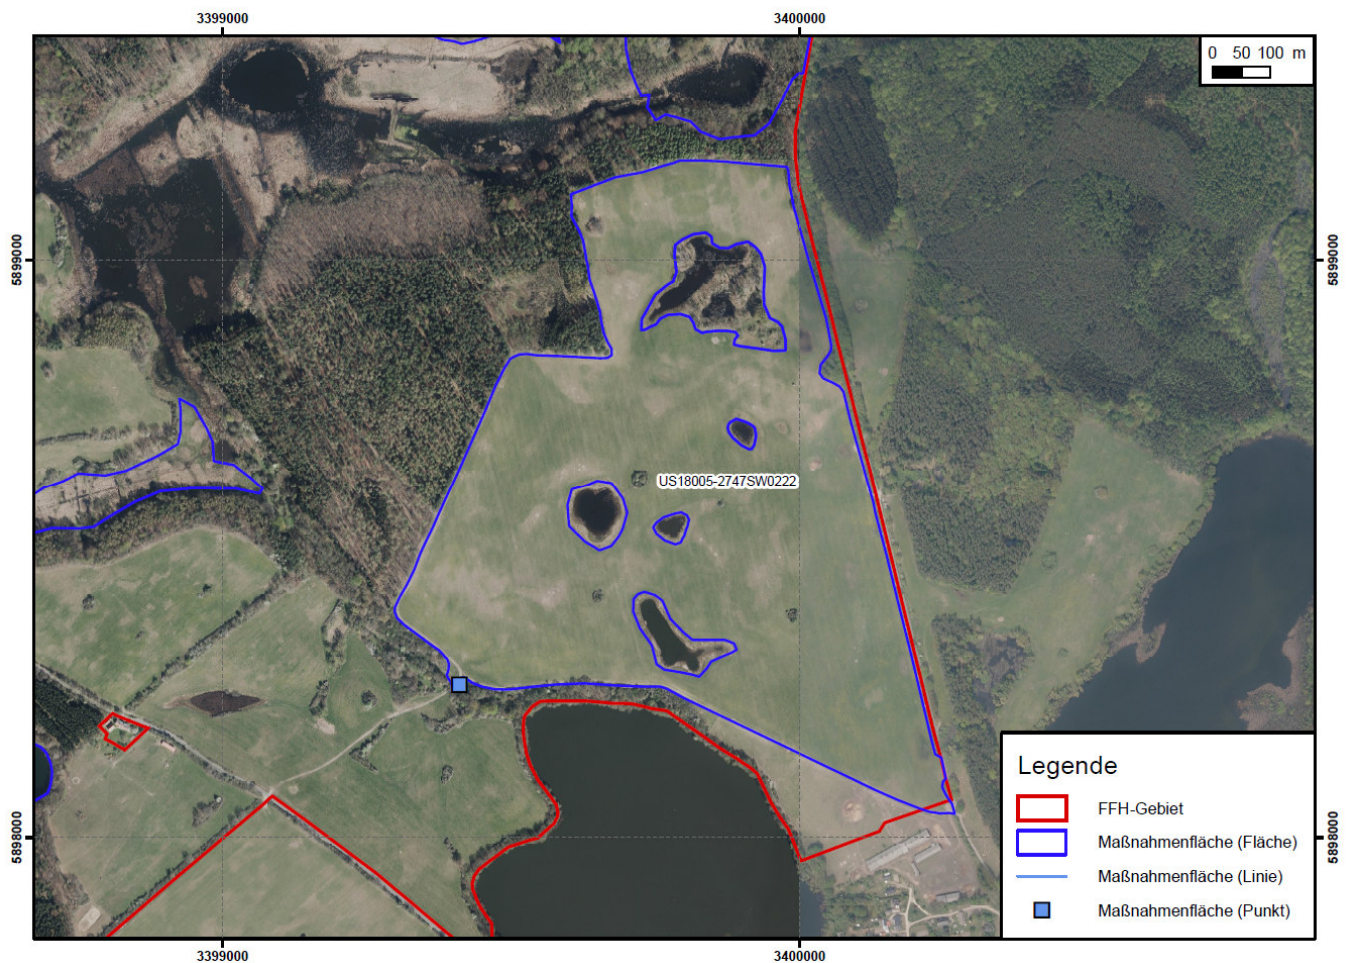 3399000
3400000
0 50 100 m
5899000
5899000
US18005-2747SW0222
5898000
5898000
Legende
FFH-Gebiet
Maßnahmenfläche (Fläche)
Maßnahmenfläche (Linie)
Maßnahmenfläche (Punkt)
3399000
3400000